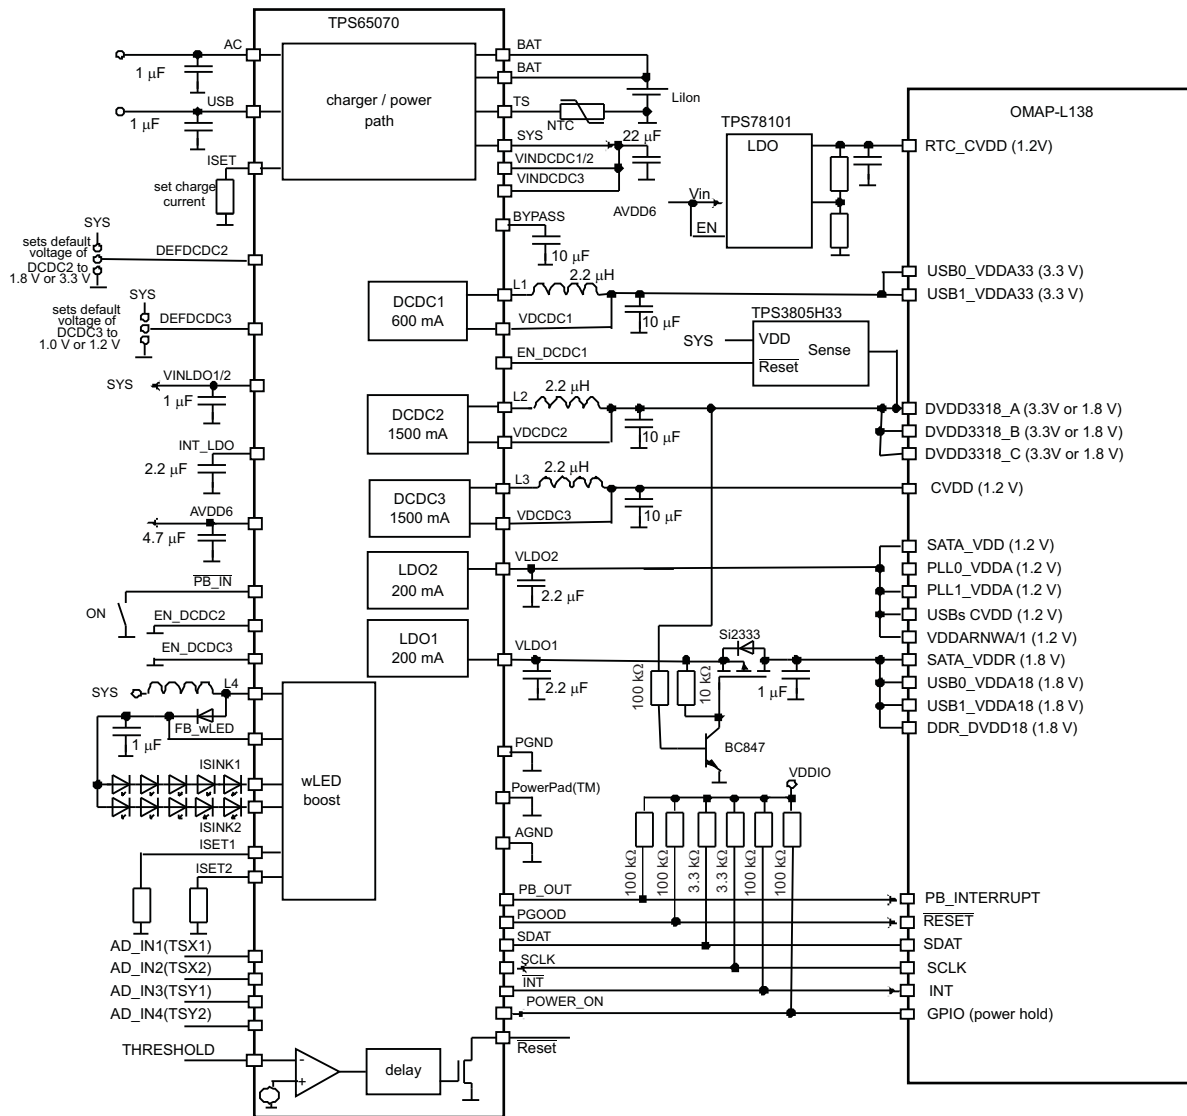 TPS65070
AC
1 μF
USB
1 μF
ISET
set charge
current
charger / power
path
BAT
BAT
TS
NTC
LiIon
SYS
22 μF
VINDCDC1/2
VINDCDC3
BYPASS
10 μF
TPS78101
LDO
Vin
AVDD6
EN
OMAP-L138
RTC_CVDD (1.2V)
SYS
sets default
voltage of
DCDC2 to
1.8 V or 3.3 V
DEFDCDC2
SYS
sets default
voltage of
DCDC3 to
1.0 V or 1.2 V
DEFDCDC3
DCDC1
600 mA
L1
2.2 μH
VDCDC1
10 μF
USB0_VDDA33 (3.3 V)
USB1_VDDA33 (3.3 V)
TPS3805H33
SYS
VDD
Sense
Reset
EN_DCDC1
SYS
VINLDO1/2
1 μF
DCDC2
1500 mA
L2
2.2 μH
VDCDC2
10 μF
DVDD3318_A (3.3V or 1.8 V)
DVDD3318_B (3.3V or 1.8 V)
DVDD3318_C (3.3V or 1.8 V)
INT_LDO
2.2 μF
DCDC3
1500 mA
L3
2.2 μH
VDCDC3
10 μF
CVDD (1.2 V)
AVDD6
4.7 μF
LDO2
200 mA
VLDO2
2.2 μF
SATA_VDD (1.2 V)
PLL0_VDDA (1.2 V)
PLL1_VDDA (1.2 V)
USBs CVDD (1.2 V)
VDDARNWA/1 (1.2 V)
PB_IN
ON
EN_DCDC2
EN_DCDC3
LDO1
200 mA
VLDO1
2.2 μF
100 kΩ
10 kΩ
Si2333
1 μF
BC847
SATA_VDDR (1.8 V)
USB0_VDDA18 (1.8 V)
USB1_VDDA18 (1.8 V)
DDR_DVDD18 (1.8 V)
SYS
L4
FB_wLED
1 μF
ISINK1
ISINK2
ISET1
ISET2
wLED
boost
PGND
PowerPad(TM)
AGND
VDDIO
100 kΩ
100 kΩ
3.3 kΩ
3.3 kΩ
100 kΩ
100 kΩ
PB_OUT
PB_INTERRUPT
PGOOD
RESET
SDAT
SDAT
SCLK
SCLK
INT
INT
POWER_ON
GPIO (power hold)
AD_IN1(TSX1)
AD_IN2(TSX2)
AD_IN3(TSY1)
AD_IN4(TSY2)
THRESHOLD
-
+
delay
Reset